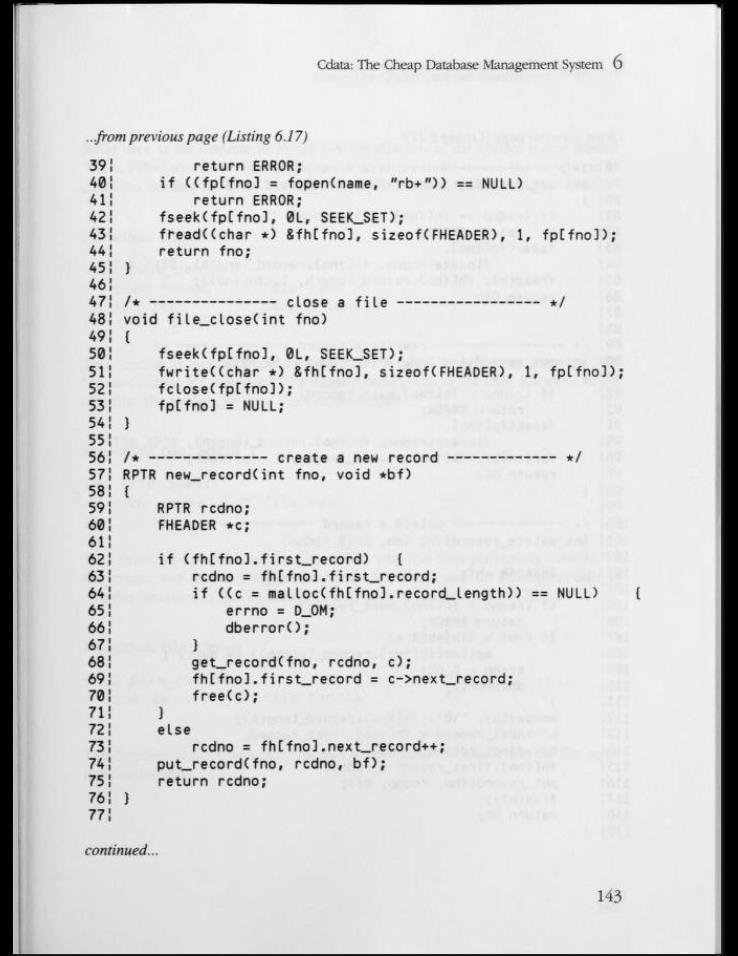 Cdata: The Cheap Database Management System 6
...from previous page (Listing 6.17)
39¦ return ERROR;
40¦ if ((fp[fno] = fopen(name, "rb+")) == NULL)
41¦ return ERROR;
42¦ fseek(fp[fno], 0L, SEEK_SET);
43¦ fread((char *) &fh[fno], sizeof(FHEADER), 1, fp[fno]);
44¦ return fno;
45¦ }
46¦
47¦ /* --------------- close a file ----------------- */
48¦ void file_close(int fno)
49¦ {
50¦ fseek(fp[fno], 0L, SEEK_SET);
51¦ fwrite((char *) &fh[fno], sizeof(FHEADER), 1, fp[fno]);
52¦ fclose(fp[fno]);
53¦ fp[fno] = NULL;
54¦ }
55¦
56¦ /* -------------- create a new record ------------- */
57¦ RPTR new_record(int fno, void *bf)
58¦ {
59¦ RPTR rcdno;
60¦ FHEADER *c;
61¦
62¦ if (fh[fno].first_record) {
63¦ rcdno = fh[fno].first_record;
64¦ if ((c = malloc(fh[fno].record_length)) == NULL) {
65¦ errno = D_OM;
66¦ dberror();
67¦ }
68¦ get_record(fno, rcdno, c);
69¦ fh[fno].first_record = c->next_record;
70¦ free(c);
71¦ }
72¦ else
73¦ rcdno = fh[fno].next_record++;
74¦ put_record(fno, rcdno, bf);
75¦ return rcdno;
76¦ }
77¦
continued...
143